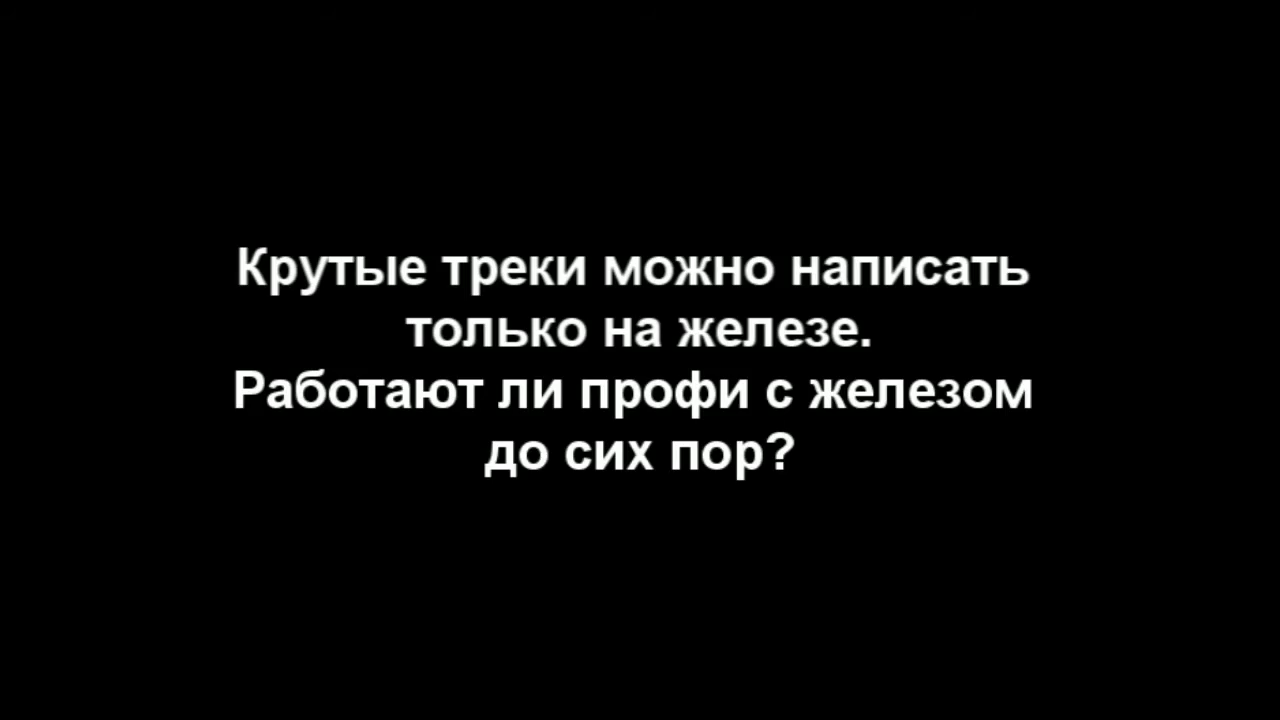 Крутые треки можно написать
только на железе.
Работают ли профи с железом
до сих пор?